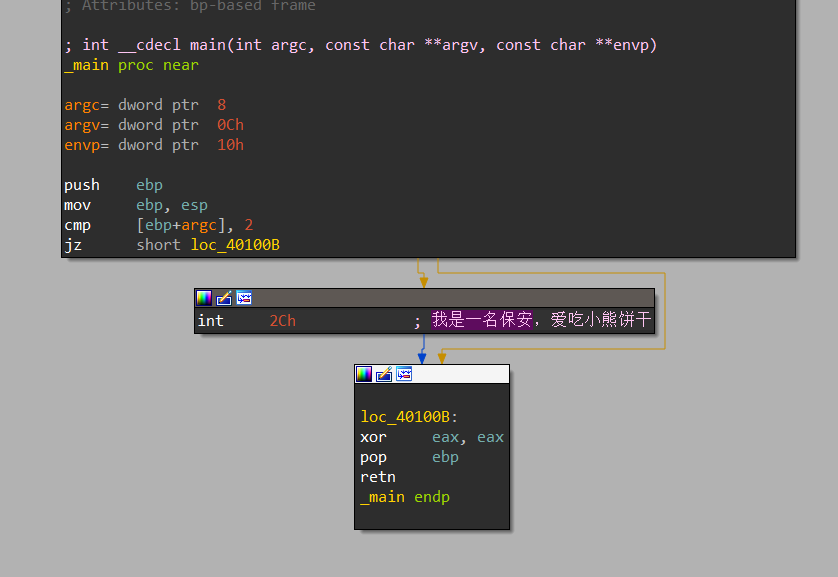 ; Attributes: bp-based frame
; int __cdecl main(int argc, const char **argv, const char **envp)
_main proc near
argc= dword ptr  8
argv= dword ptr  0Ch
envp= dword ptr  10h
push    ebp
mov     ebp, esp
cmp     [ebp+argc], 2
jz      short loc_40100B
int     2Ch             ; 我是一名保安，爱吃小熊饼干
loc_40100B:
xor     eax, eax
pop     ebp
retn
_main endp